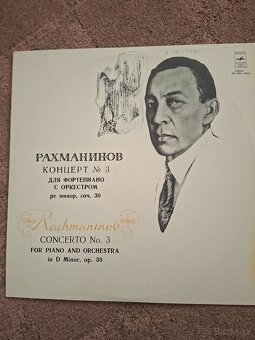 РАХМАНИНОВ
КОНЦЕРТ № 3
ДЛЯ ФОРТЕПИАНО
С ОРКЕСТРОМ
ре минор, соч. 30
Rachmaninov
CONCERTO No. 3
FOR PIANO AND ORCHESTRA
in D Minor, op. 30